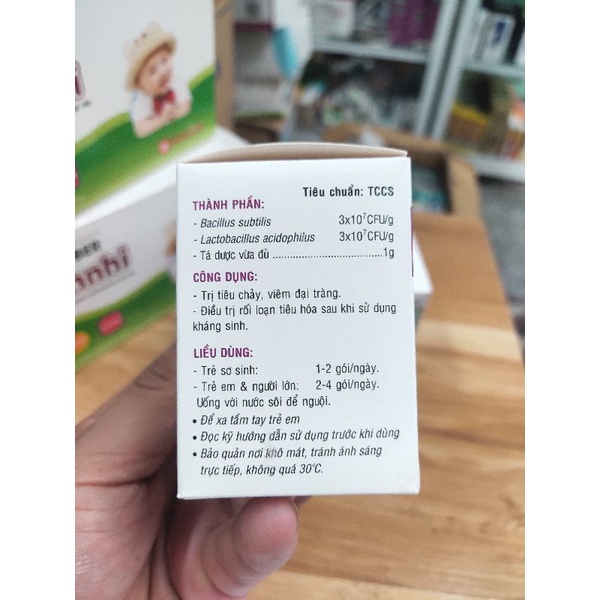 Tiêu chuẩn: TCCS
THÀNH PHẦN:
- Bacillus subtilis 3x10⁷CFU/g
- Lactobacillus acidophilus 3x10⁷CFU/g
- Tá dược vừa đủ ..............................1g
CÔNG DỤNG:
- Trị tiêu chảy, viêm đại tràng.
- Điều trị rối loạn tiêu hóa sau khi sử dụng
kháng sinh.
LIỀU DÙNG:
- Trẻ sơ sinh: 1-2 gói/ngày.
- Trẻ em & người lớn: 2-4 gói/ngày.
Uống với nước sôi để nguội.
• Để xa tầm tay trẻ em
• Đọc kỹ hướng dẫn sử dụng trước khi dùng
• Bảo quản nơi khô mát, tránh ánh sáng
trực tiếp, không quá 30°C.